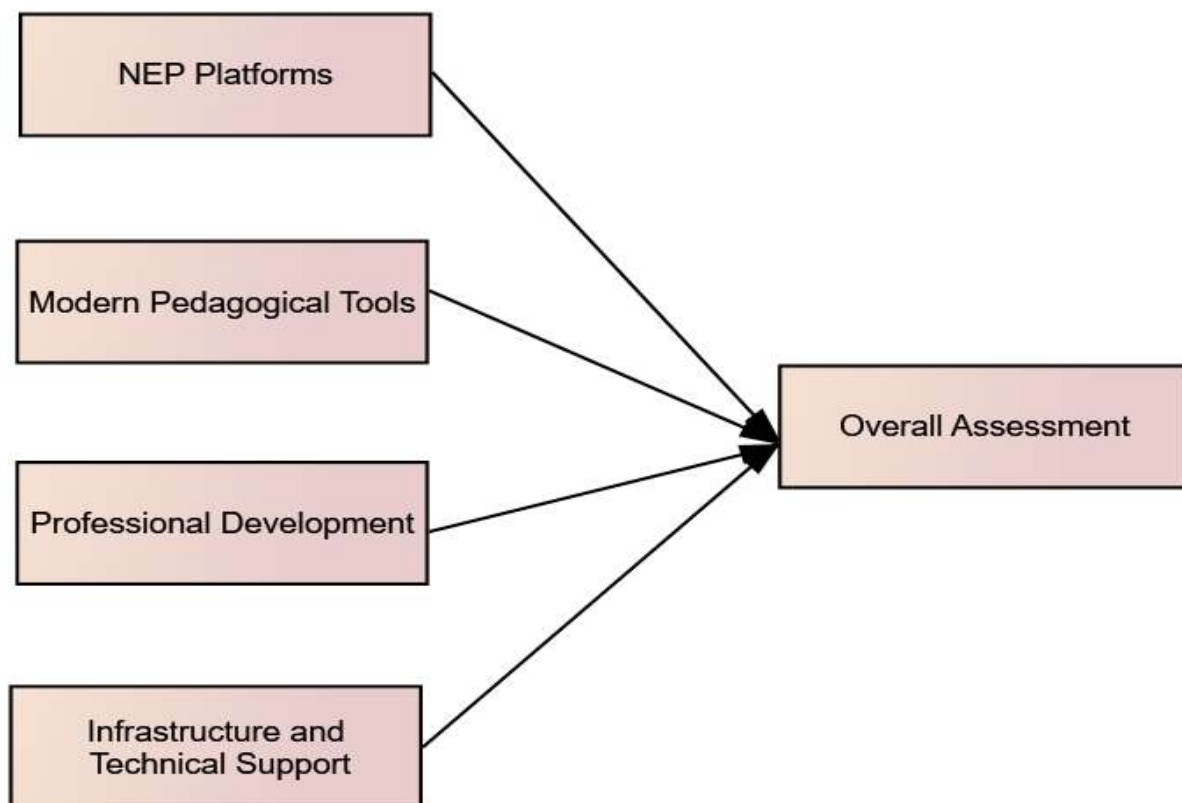 NEP Platforms
Modern Pedagogical Tools
Professional Development
Infrastructure and
Technical Support
Overall Assessment